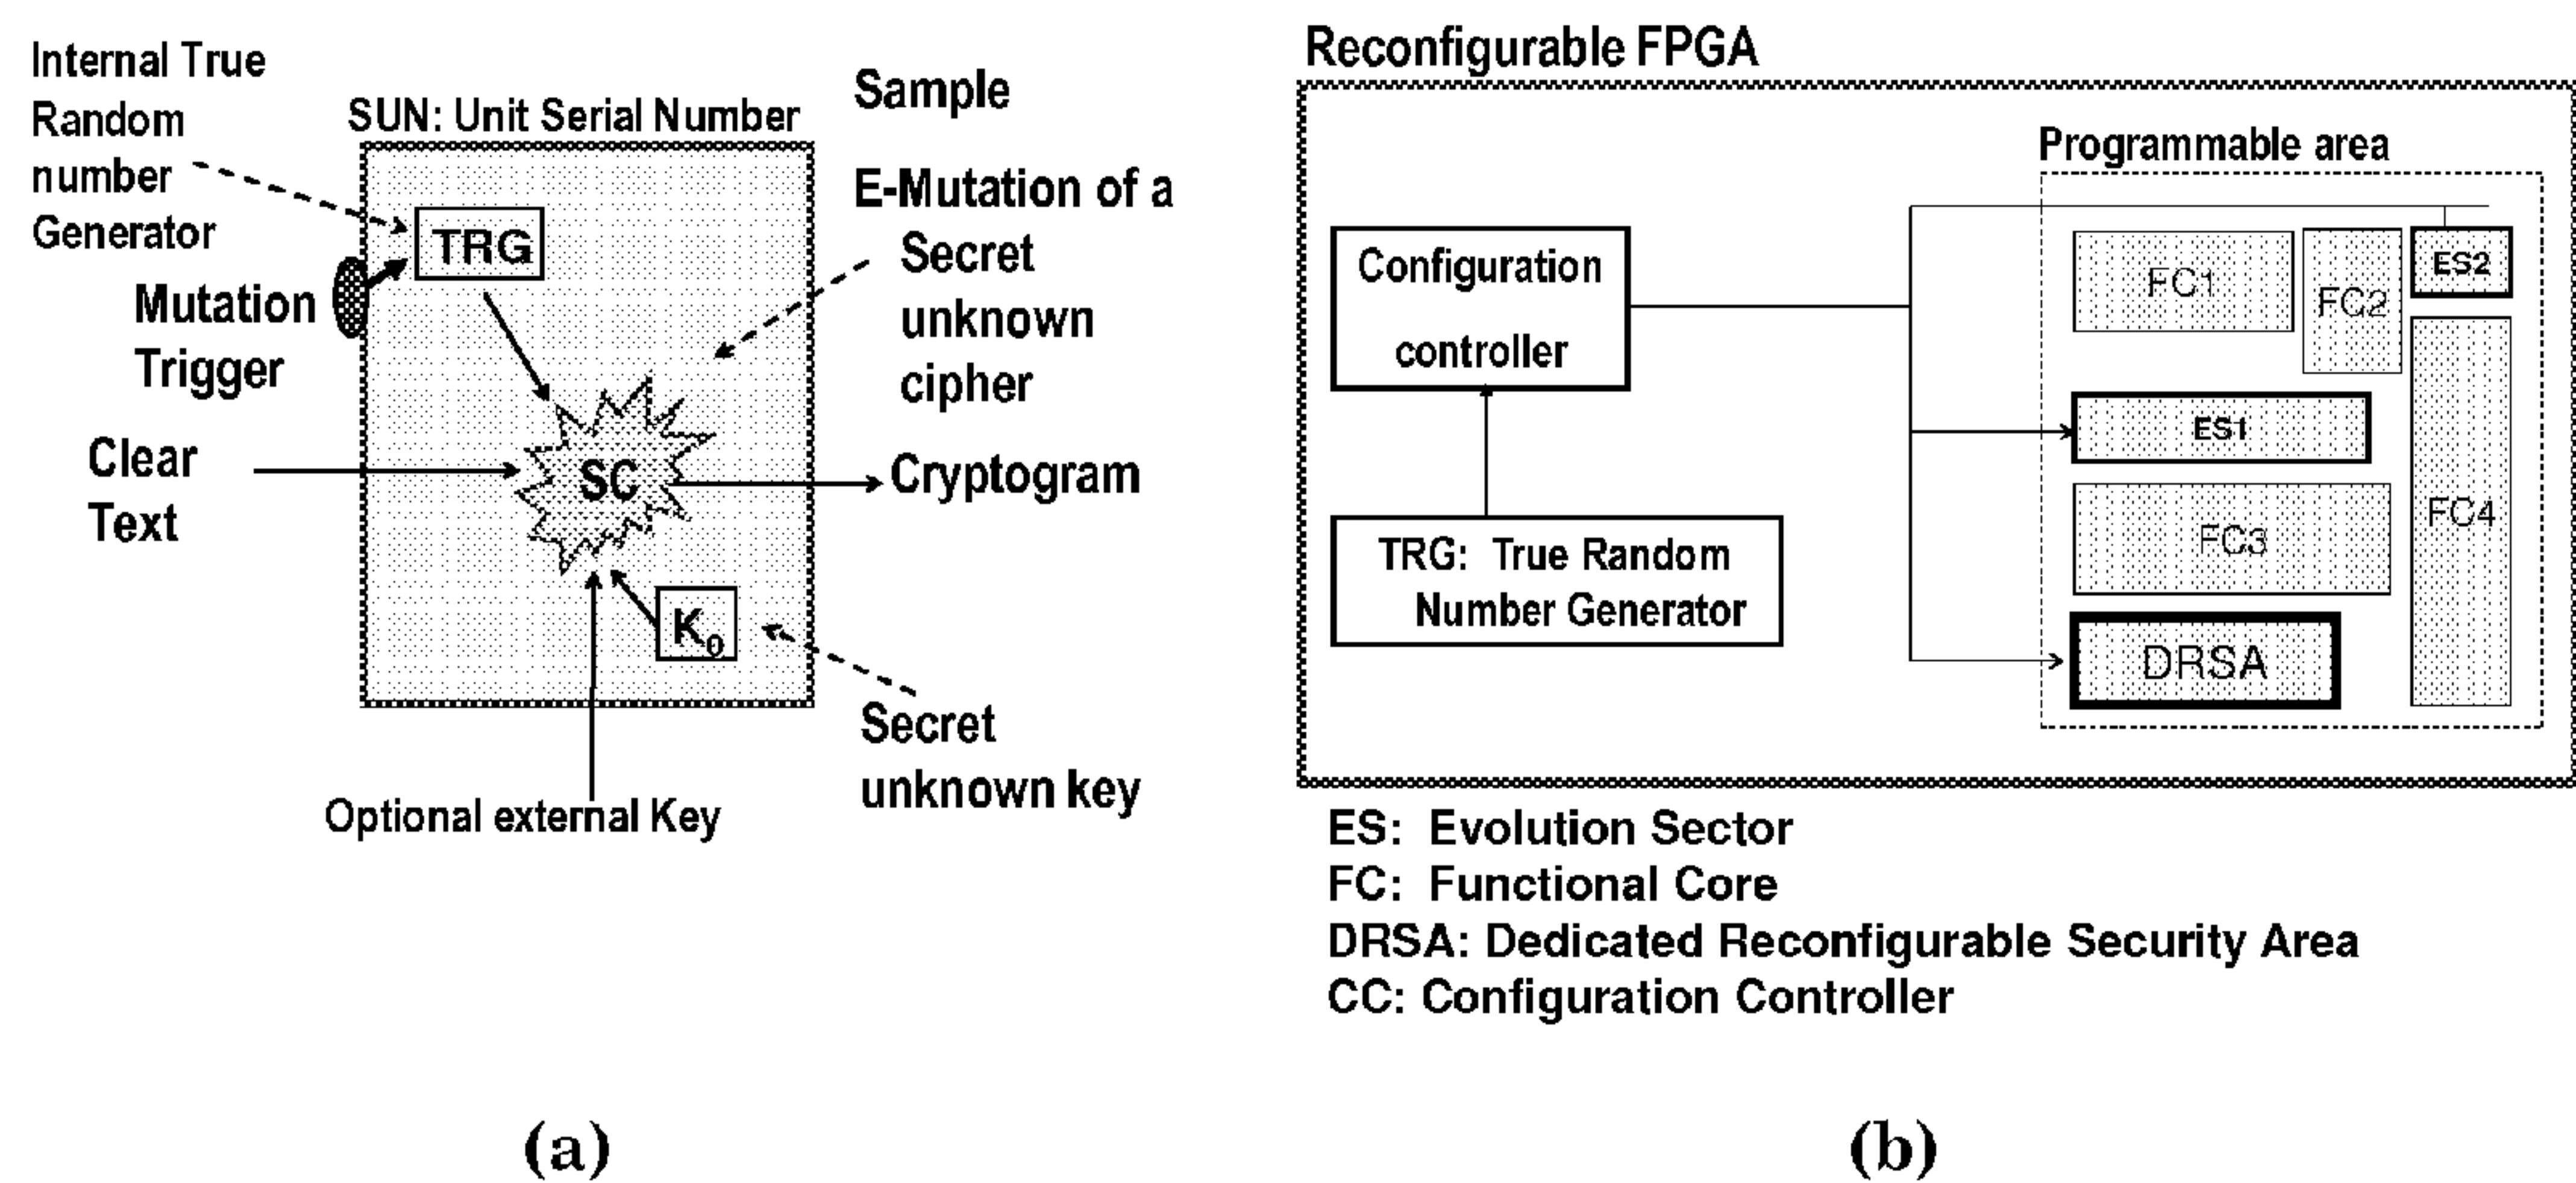 Internal True
Random
number
Generator
SUN: Unit Serial Number
Sample
E-Mutation of a
Secret
unknown
cipher
TRG
Mutation
Trigger
Clear
Text
SC
Cryptogram
K0
Secret
unknown key
Optional external Key
(a)
Reconfigurable FPGA
Programmable area
Configuration
controller
FC1
FC2
ES2
ES1
FC3
FC4
TRG: True Random
Number Generator
DRSA
ES: Evolution Sector
FC: Functional Core
DRSA: Dedicated Reconfigurable Security Area
CC: Configuration Controller
(b)